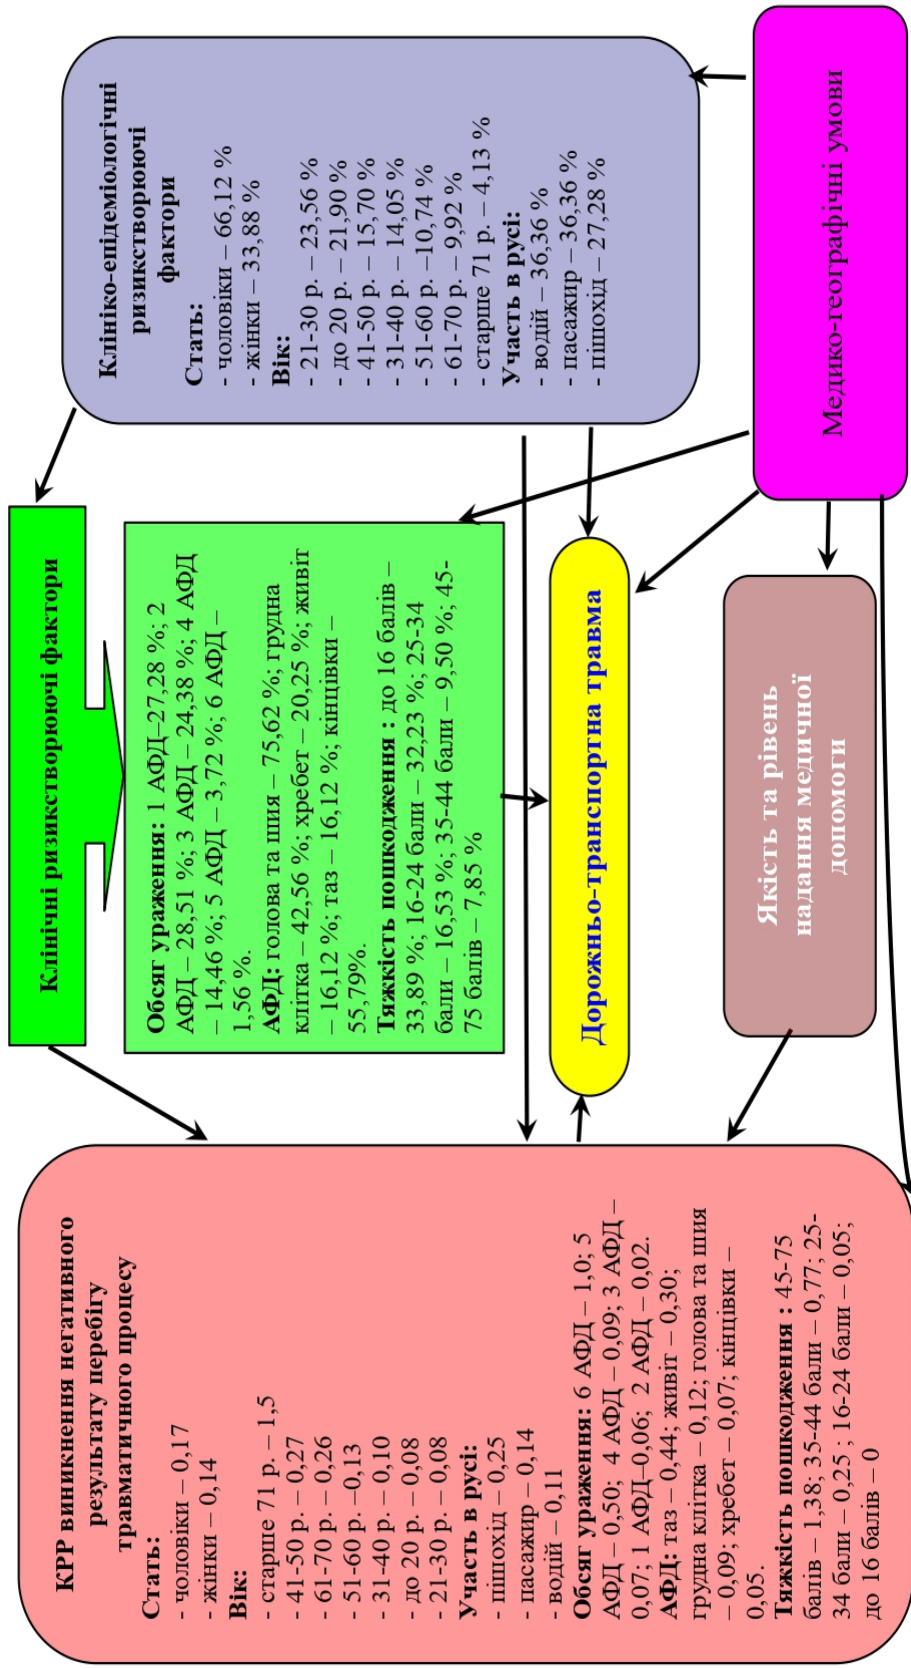 КРР виникнення негативного
результату перебігу
травматичного процесу
Стать:
- чоловіки – 0,17
- жінки – 0,14
Вік:
- старше 71 р. – 1,5
- 41-50 р. – 0,27
- 61-70 р. – 0,26
- 51-60 р. –0,13
- 31-40 р. – 0,10
- до 20 р. – 0,08
- 21-30 р. – 0,08
Участь в русі:
- пішохід – 0,25
- пасажир – 0,14
- водій – 0,11
Обсяг ураження: 6 АФД – 1,0; 5
АФД – 0,50; 4 АФД – 0,09; 3 АФД –
0,07; 1 АФД–0,06; 2 АФД – 0,02.
АФД: таз – 0,44; живіт – 0,30;
грудна клітка – 0,12; голова та шия
– 0,09; хребет – 0,07; кінцівки –
0,05.
Тяжкість пошкодження : 45-75
балів – 1,38; 35-44 бали – 0,77; 25-
34 бали – 0,25 ; 16-24 бали – 0,05;
до 16 балів – 0
Клінічні ризикстворюючі фактори
Обсяг ураження: 1 АФД–27,28 %; 2
АФД – 28,51 %; 3 АФД – 24,38 %; 4 АФД
– 14,46 %; 5 АФД – 3,72 %; 6 АФД –
1,56 %.
АФД: голова та шия – 75,62 %; грудна
клітка – 42,56 %; хребет – 20,25 %; живіт
– 16,12 %; таз – 16,12 %; кінцівки –
55,79%.
Тяжкість пошкодження : до 16 балів –
33,89 %; 16-24 бали – 32,23 %; 25-34
бали – 16,53 %; 35-44 бали – 9,50 %; 45-
75 балів – 7,85 %
Дорожньо-транспортна травма
Якість та рівень
надання медичної
допомоги
Клініко-епідеміологічні
ризикстворюючі
фактори
Стать:
- чоловіки – 66,12 %
- жінки – 33,88 %
Вік:
- 21-30 р. – 23,56 %
- до 20 р. – 21,90 %
- 41-50 р. – 15,70 %
- 31-40 р. – 14,05 %
- 51-60 р. –10,74 %
- 61-70 р. – 9,92 %
- старше 71 р. – 4,13 %
Участь в русі:
- водій – 36,36 %
- пасажир –36,36 %
- пішохід – 27,28 %
Медико-географічні умови